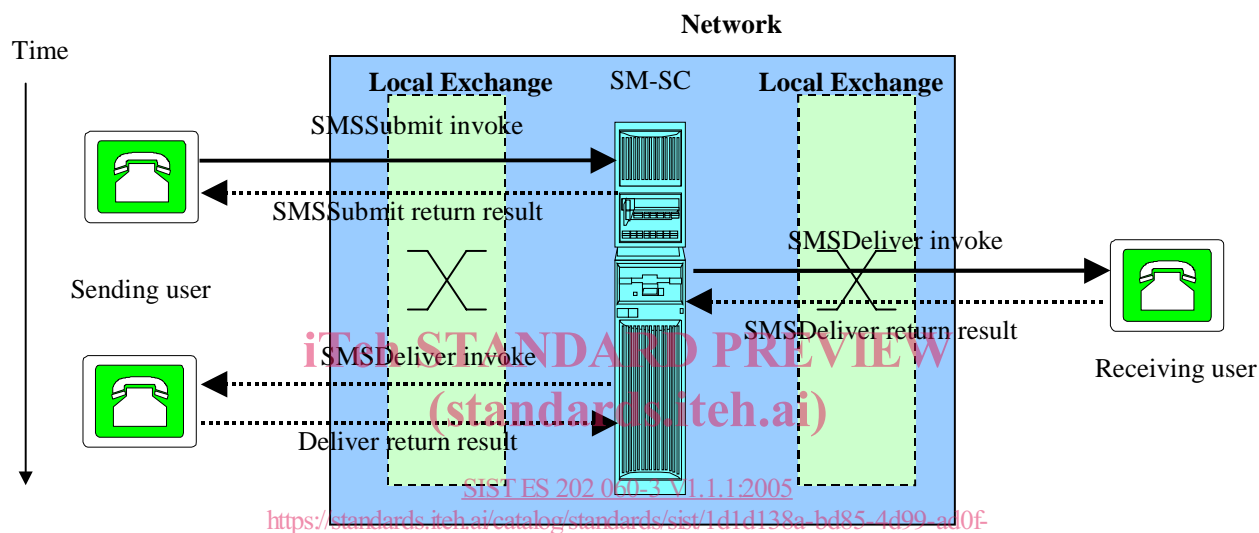 Network
Time
Local Exchange
SM-SC
Local Exchange
SMSSubmit invoke
SMSSubmit return result
SMSDeliver invoke
Sending user
SMSDeliver return result
iTeh STANDARD PREVIEW
SMSDeliver invoke
Receiving user
(standards.iteh.ai)
Deliver return result
SIST ES 202 060-3 V1.1.1:2005
https://standards.iteh.ai/catalog/standards/sist/1d1d138a-bd85-4d99-ad0f-